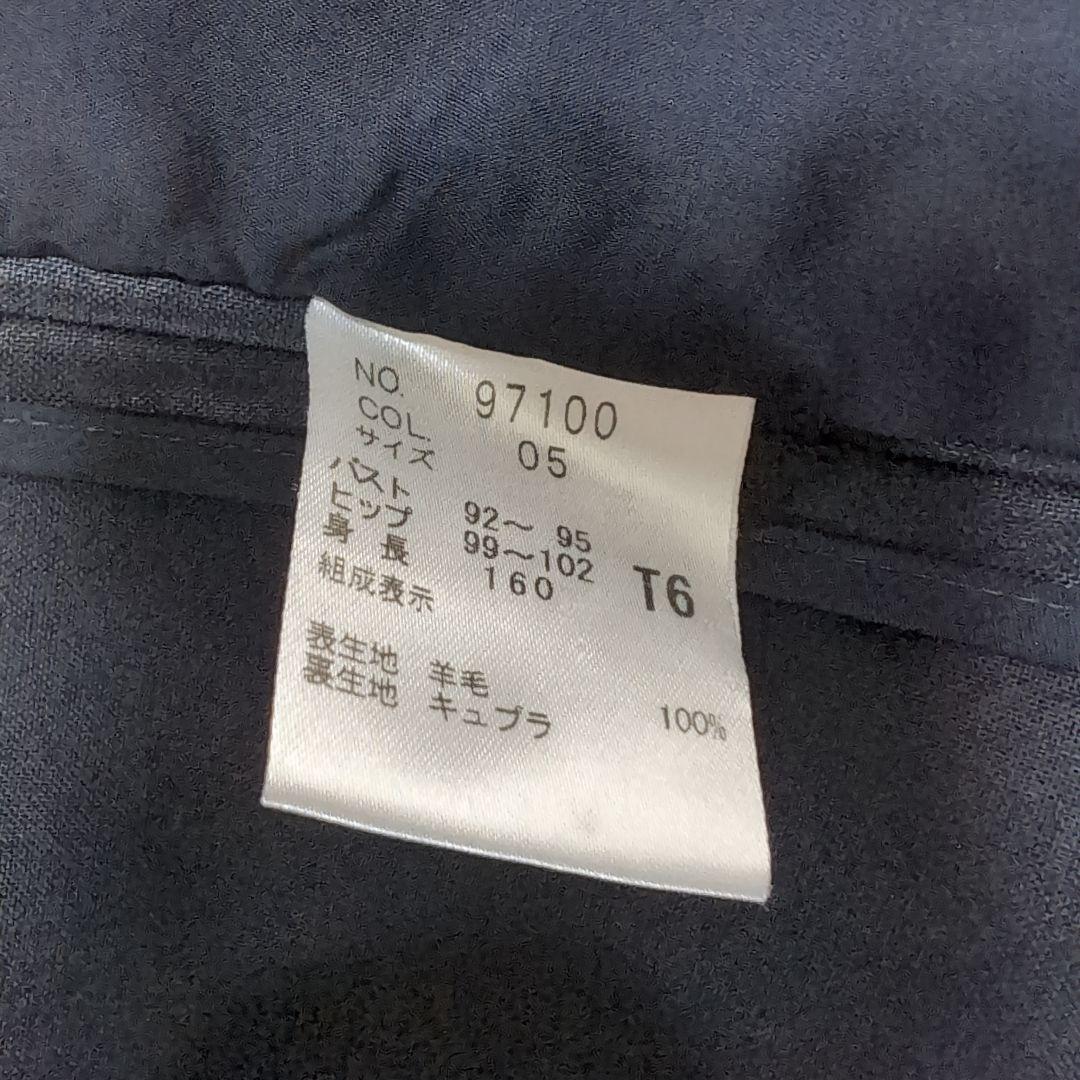 NO. 97100
COL. 05
サイズ
バスト 92～ 95
ヒップ 99～102
身 長 160 T6
組成表示
表生地 羊毛 100%
裏生地 キュプラ